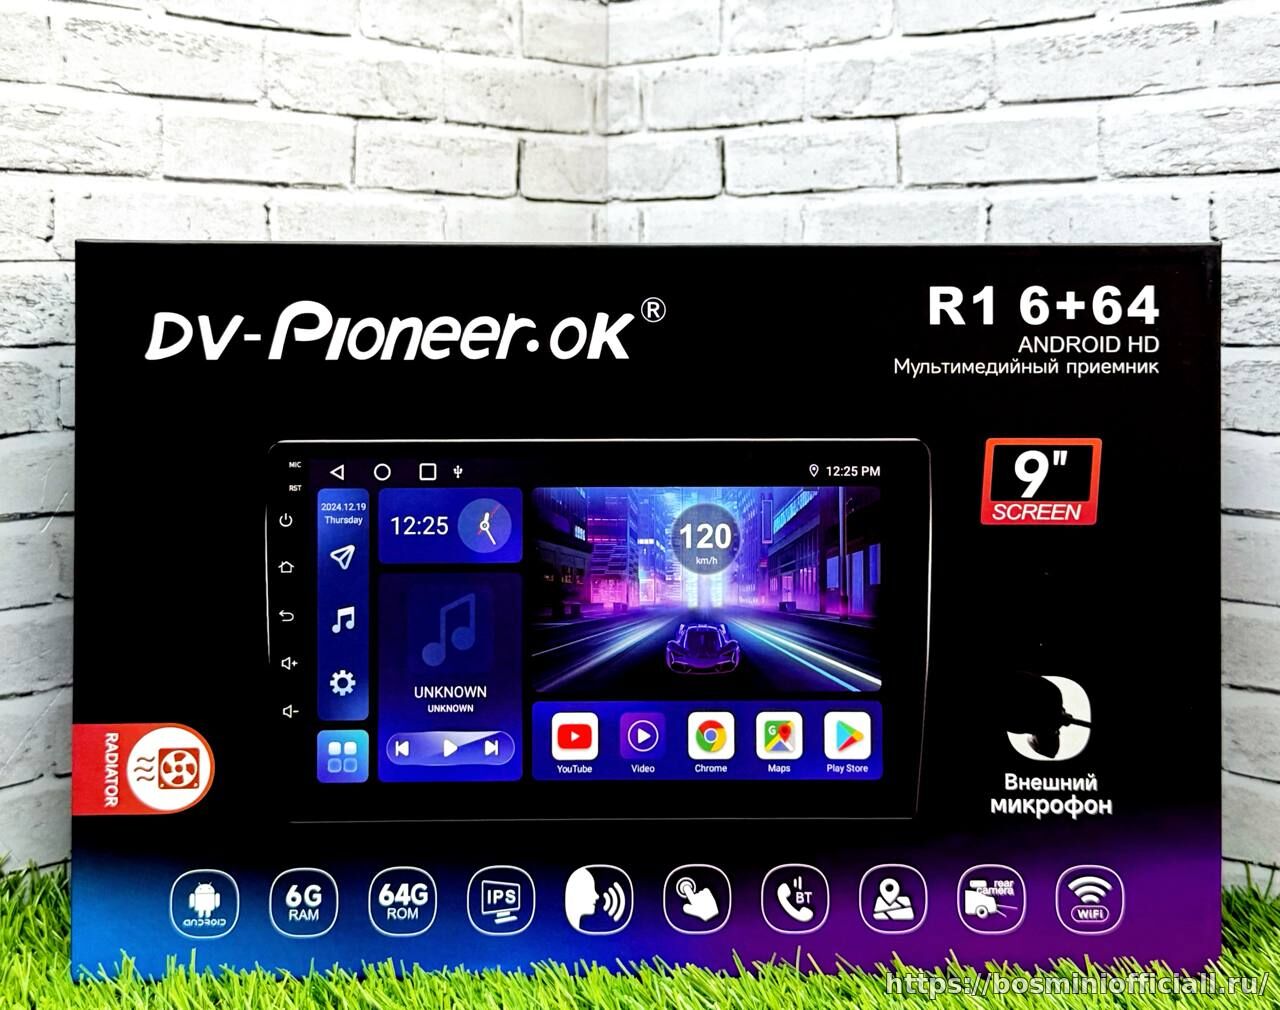 DV-Pioneer.oK®
R1 6+64
ANDROID HD
Мультимедийный приемник
MIC
RST
12:25 PM
2024.12.19
Thursday
12:25
120
km/h
UNKNOWN
UNKNOWN
YouTube
Video
Chrome
Maps
Play Store
9"
SCREEN
RADIATOR
Внешний
микрофон
android
6G
RAM
64G
ROM
IPS
BT
rear
camera
WiFi
https://bosminiofficiall.ru/